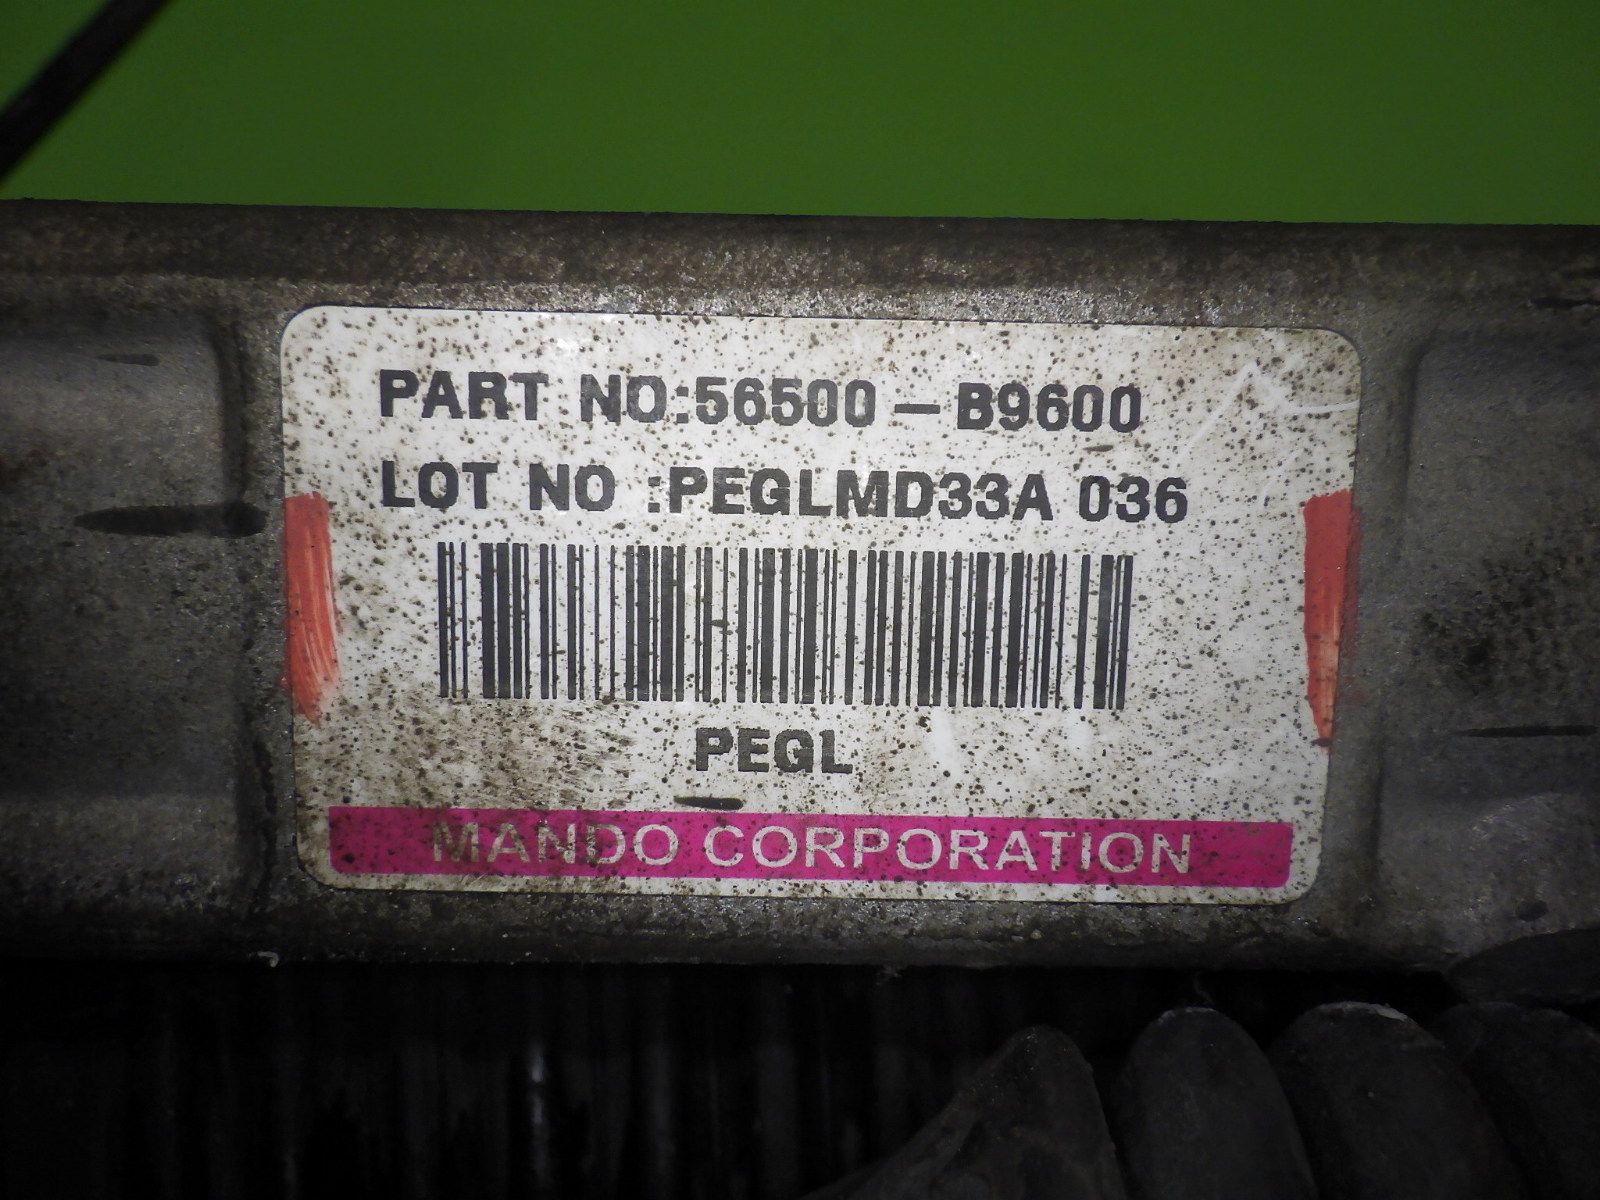 PART NO:56500-B9600
LOT NO :PEGLMD33A 036
PEGL
MANDO CORPORATION